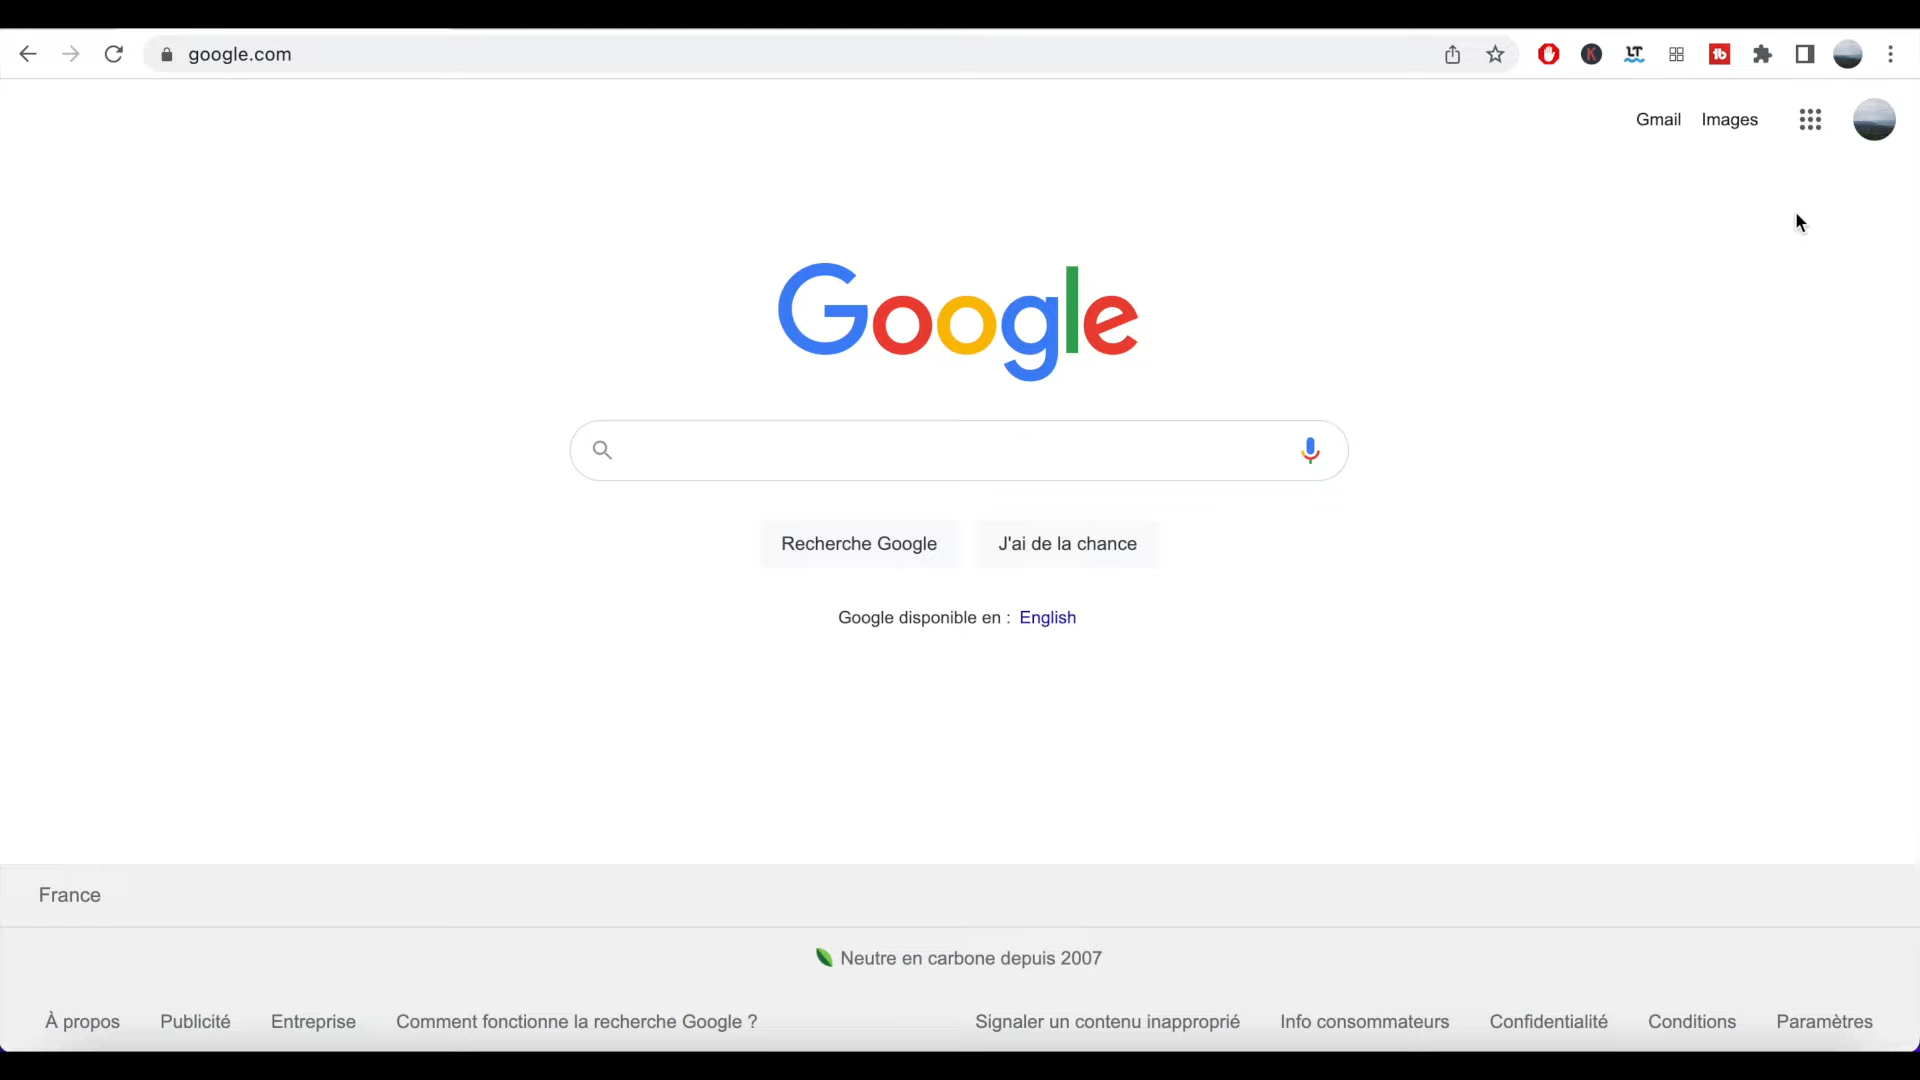 google.com
K
LT
tb
Gmail Images
Google
Recherche Google J'ai de la chance
Google disponible en : English
France
Neutre en carbone depuis 2007
À propos Publicité Entreprise Comment fonctionne la recherche Google ? Signaler un contenu inapproprié Info consommateurs Confidentialité Conditions Paramètres